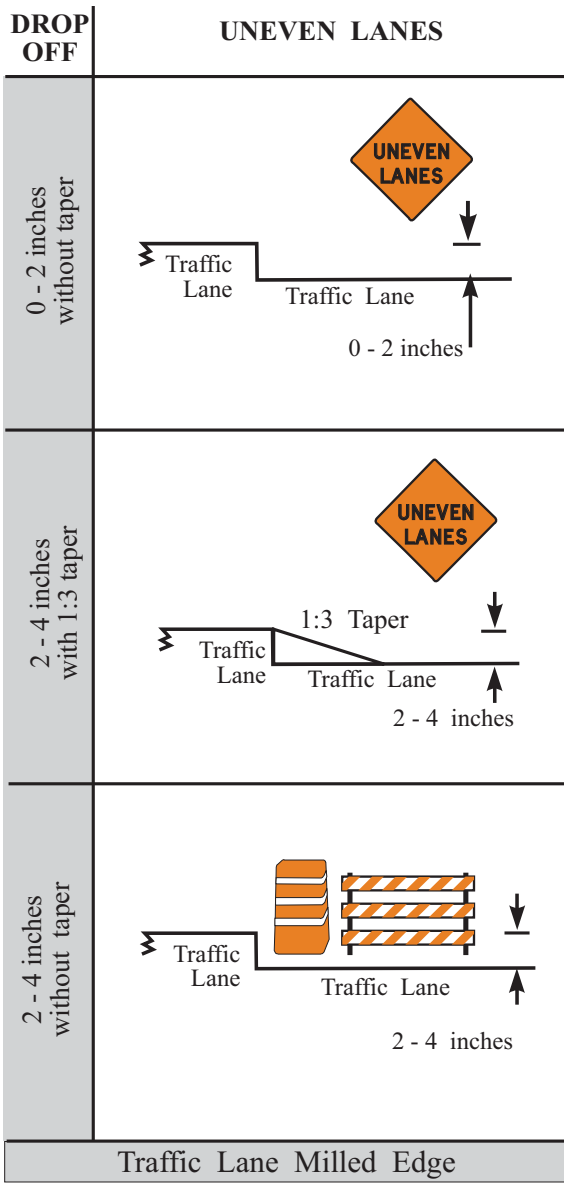 DROP
OFF
UNEVEN LANES
0 - 2 inches
without taper
UNEVEN
LANES
Traffic
Lane
Traffic Lane
0 - 2 inches
2 - 4 inches
with 1:3 taper
UNEVEN
LANES
1:3 Taper
Traffic
Lane
Traffic Lane
2 - 4 inches
2 - 4 inches
without taper
Traffic
Lane
Traffic Lane
2 - 4 inches
Traffic Lane Milled Edge